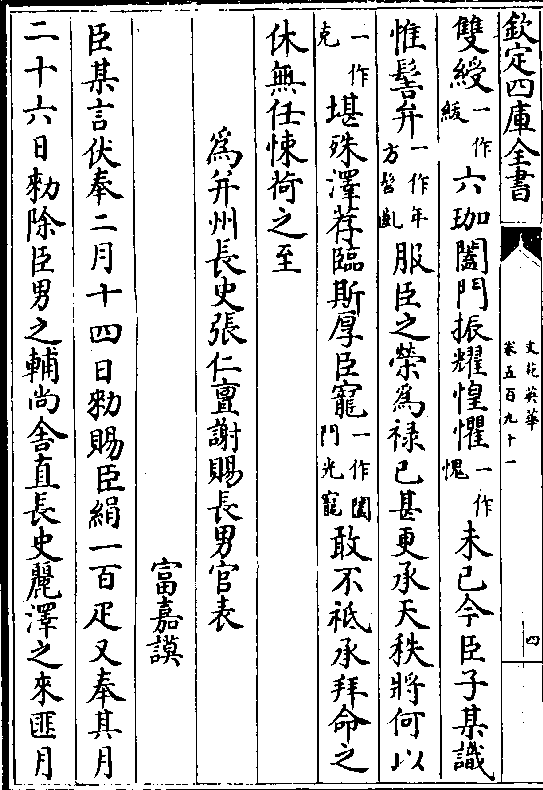 欽定四庫全書
文苑英華
卷五百九十一
四
雙綬一作緩六珈闔門振耀惶懼一作愧未已今臣子某識
惟髫弁一作年方髫齓服臣之榮為祿已甚更承天秩將何以
一作克堪殊澤荐臨斯厚臣寵一作闔門光寵敢不祗承拜命之
休無任悚荷之至
為并州長史張仁亶謝賜長男官表
富嘉謨
臣某言伏奉二月十四日勑賜臣絹一百疋又奉其月
二十六日勑除臣男之輔尚舍直長史麗澤之來匪月